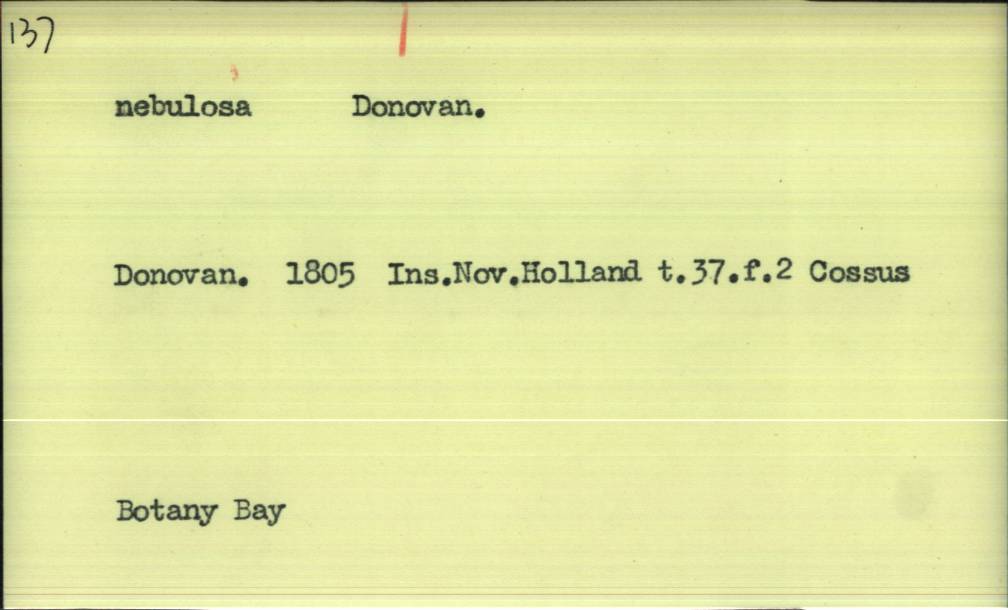 137
nebulosa Donovan.
Donovan. 1805 Ins.Nov.Holland t.37.f.2 Cossus
Botany Bay